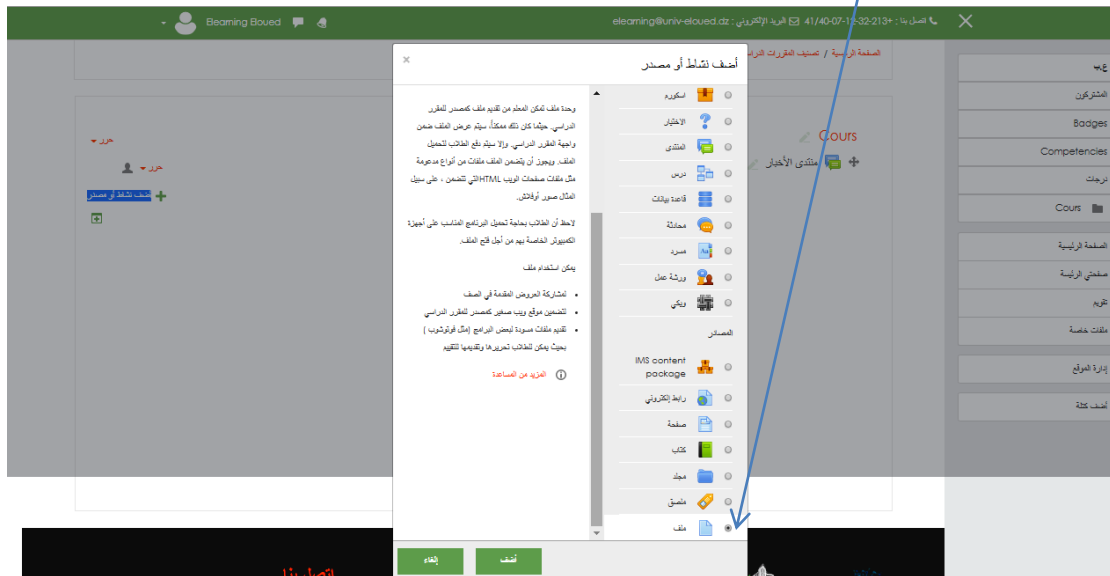 اتصل بنا : +213-32-12-07-41/40 البريد الإلكتروني : elearning@univ-eloued.dz
Elearning Eloued
الصفحة الرئيسية / تصنيف المقررات الدراسية
ع.ب
المشتركون
Badges
Competencies
درجات
Cours
الصفحة الرئيسية
صفحتي الرئيسة
تقويم
ملفات خاصة
إدارة الموقع
أضف كتلة
Cours
حرر
منتدى الأخبار
حرر
أضف نشاط أو مصدر
أضف نشاط أو مصدر
×
اسكورم
الاختبار
المنتدى
درس
قاعدة بيانات
محادثة
مسرد
ورشة عمل
ويكي
المصادر
IMS content
package
رابط إلكتروني
صفحة
كتاب
مجلد
ملصق
ملف
وحدة ملف تمكن المعلم من تقديم ملف كمصدر للمقرر
الدراسي. حيثما كان ذلك ممكناً، سيتم عرض الملف ضمن
واجهة المقرر الدراسي. وإلا سيتم دفع الطلاب لتحميل
الملف. ويجوز أن يتضمن الملف ملفات من أنواع مدعومة
مثل ملفات صفحات الويب HTMLالتي تتضمن ، على سبيل
المثال صور أوفلاش.
لاحظ أن الطلاب بحاجة تحميل البرنامج المناسب على أجهزة
الكمبيوتر الخاصة بهم من أجل فتح الملف.
يمكن استخدام ملف
لمشاركة العروض المقدمة في الصف
لتضمين موقع ويب صغير كمصدر للمقرر الدراسي
تقديم ملفات مسودة لبعض البرامج (مثل فوتوشوب )
بحيث يمكن للطلاب تحريرها وتقديمها للتقييم
المزيد من المساعدة
أضف
إلغاء
اتصل بنا